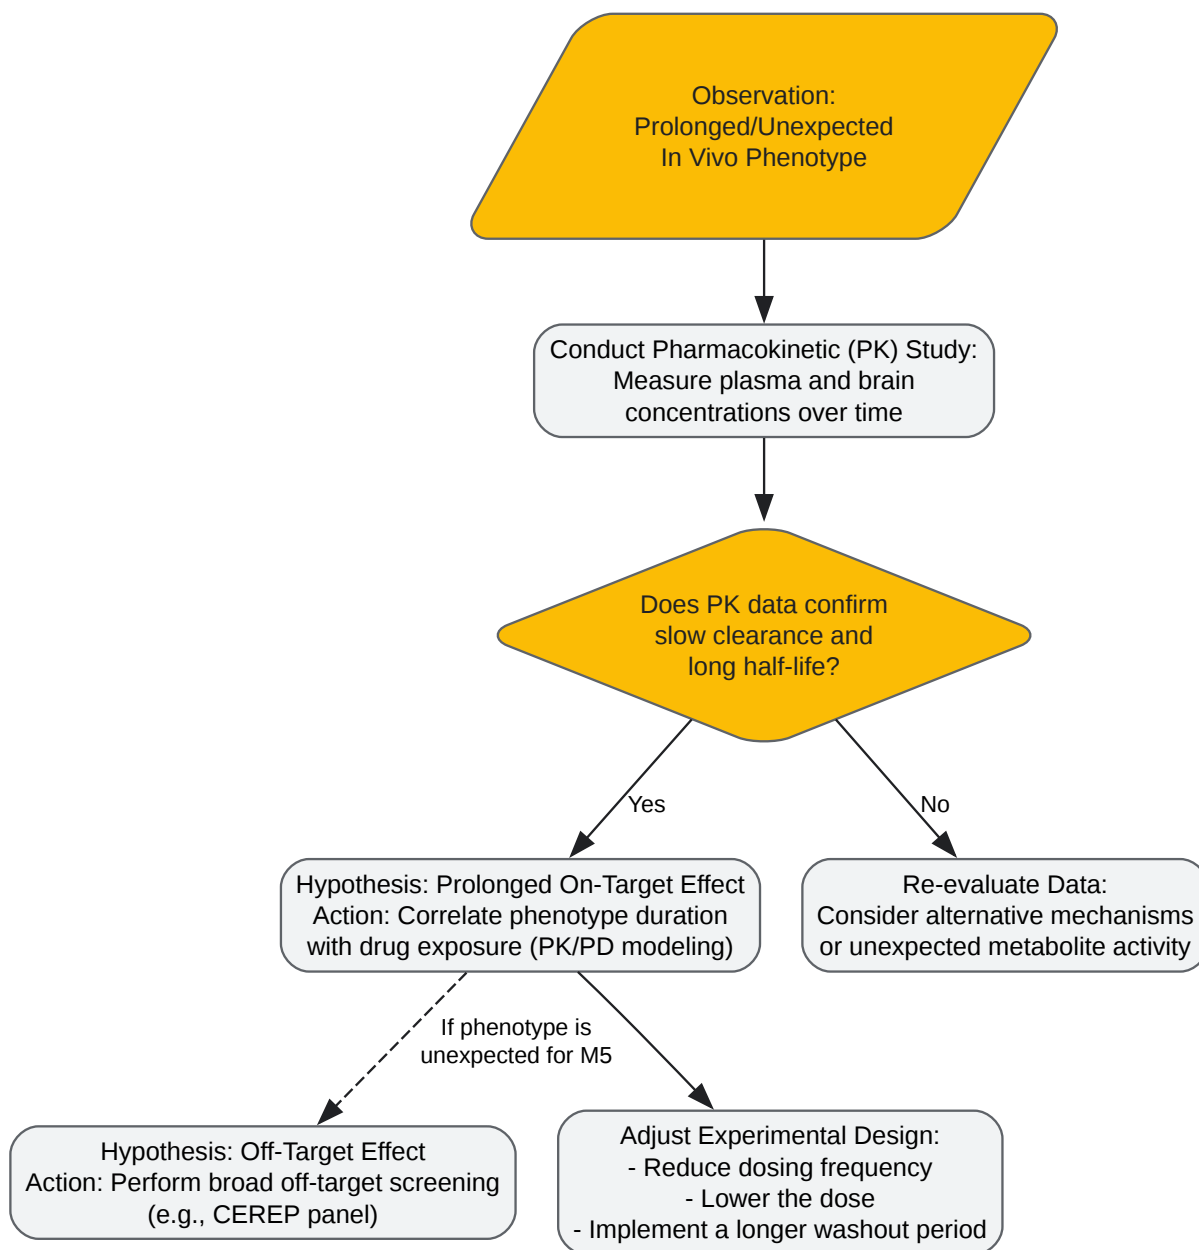 Observation:
Prolonged/Unexpected
In Vivo Phenotype
Conduct Pharmacokinetic (PK) Study:
Measure plasma and brain
concentrations over time
Does PK data confirm
slow clearance and
long half-life?
Yes
No
Hypothesis: Prolonged On-Target Effect
Action: Correlate phenotype duration
with drug exposure (PK/PD modeling)
Re-evaluate Data:
Consider alternative mechanisms
or unexpected metabolite activity
If phenotype is
unexpected for M5
Hypothesis: Off-Target Effect
Action: Perform broad off-target screening
(e.g., CEREP panel)
Adjust Experimental Design:
- Reduce dosing frequency
- Lower the dose
- Implement a longer washout period